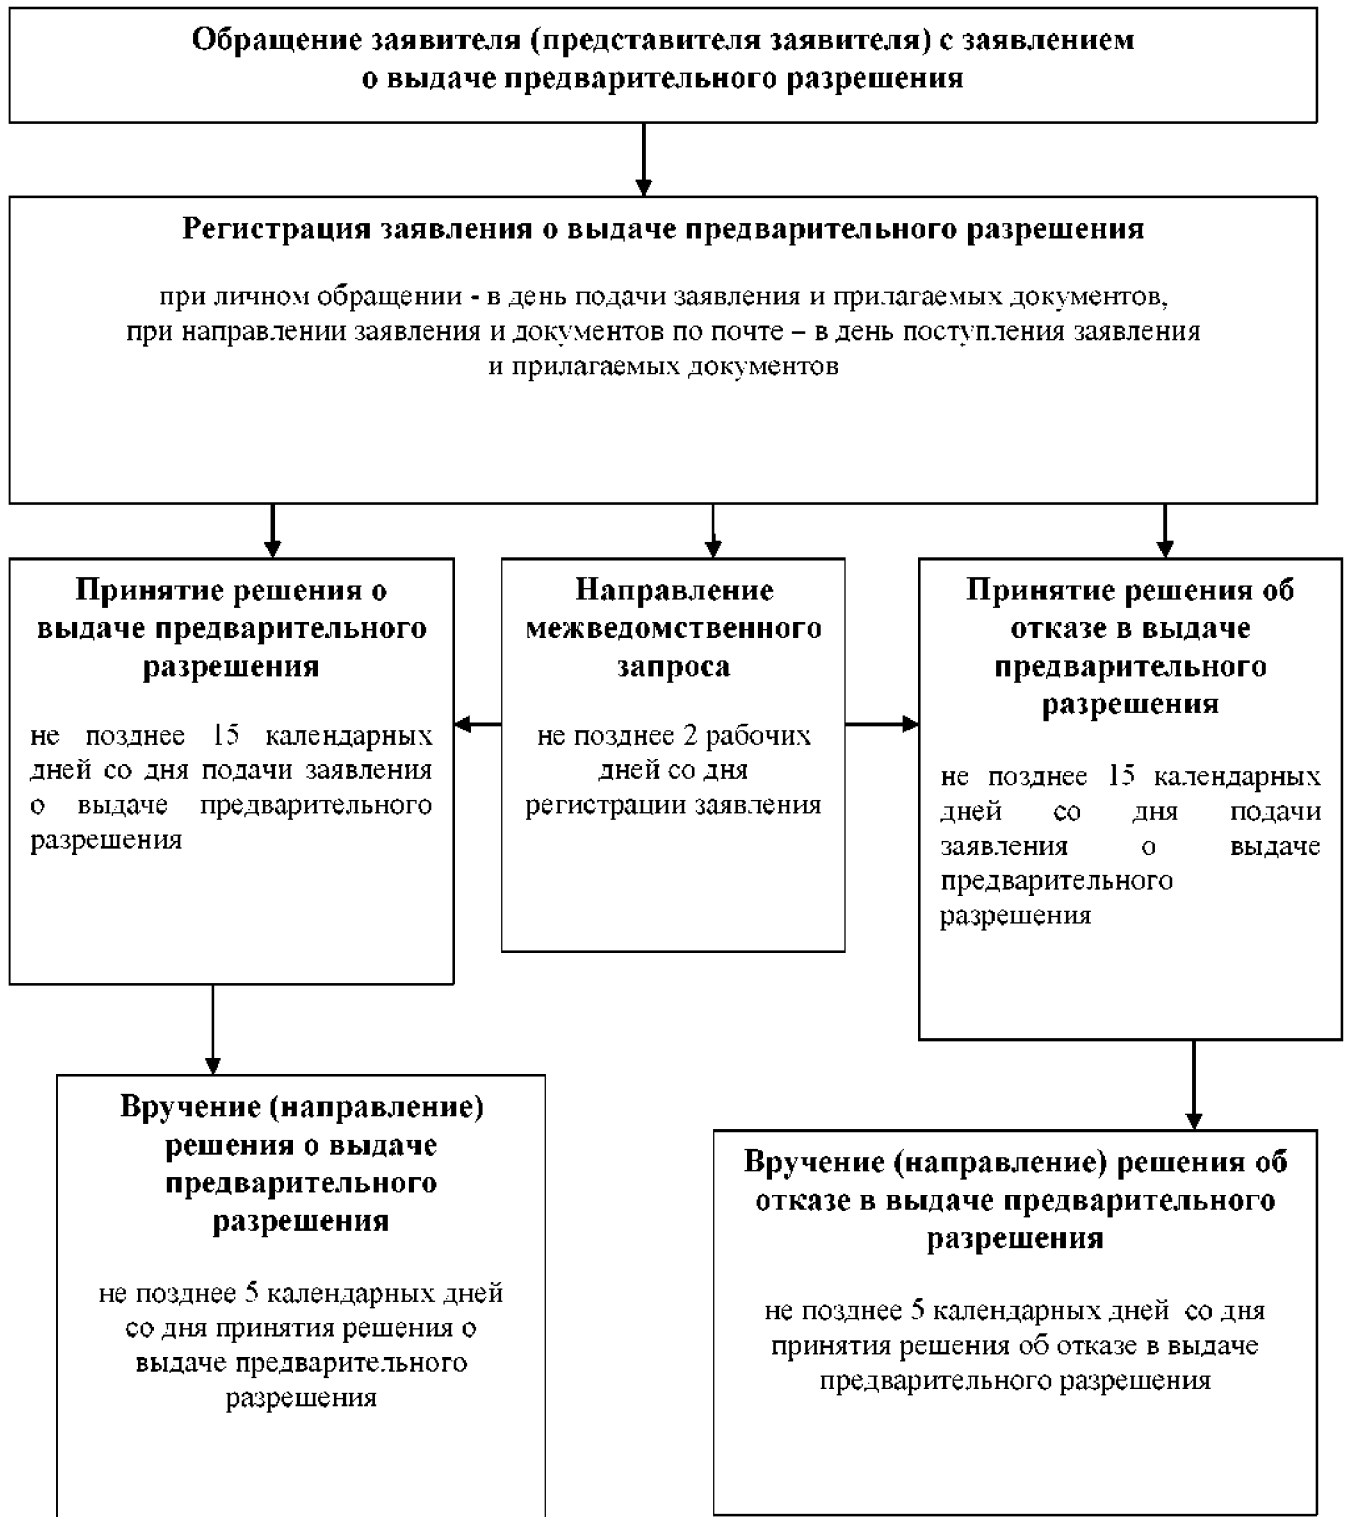 Обращение заявителя (представителя заявителя) с заявлением
о выдаче предварительного разрешения
Регистрация заявления о выдаче предварительного разрешения
при личном обращении - в день подачи заявления и прилагаемых документов,
при направлении заявления и документов по почте – в день поступления заявления
и прилагаемых документов
Принятие решения о
выдаче предварительного
разрешения
не позднее 15 календарных
дней со дня подачи заявления
о выдаче предварительного
разрешения
Направление
межведомственного
запроса
не позднее 2 рабочих
дней со дня
регистрации заявления
Принятие решения об
отказе в выдаче
предварительного
разрешения
не позднее 15 календарных
дней со дня подачи
заявления о выдаче
предварительного
разрешения
Вручение (направление)
решения о выдаче
предварительного
разрешения
не позднее 5 календарных дней
со дня принятия решения о
выдаче предварительного
разрешения
Вручение (направление) решения об
отказе в выдаче предварительного
разрешения
не позднее 5 календарных дней со дня
принятия решения об отказе в выдаче
предварительного разрешения